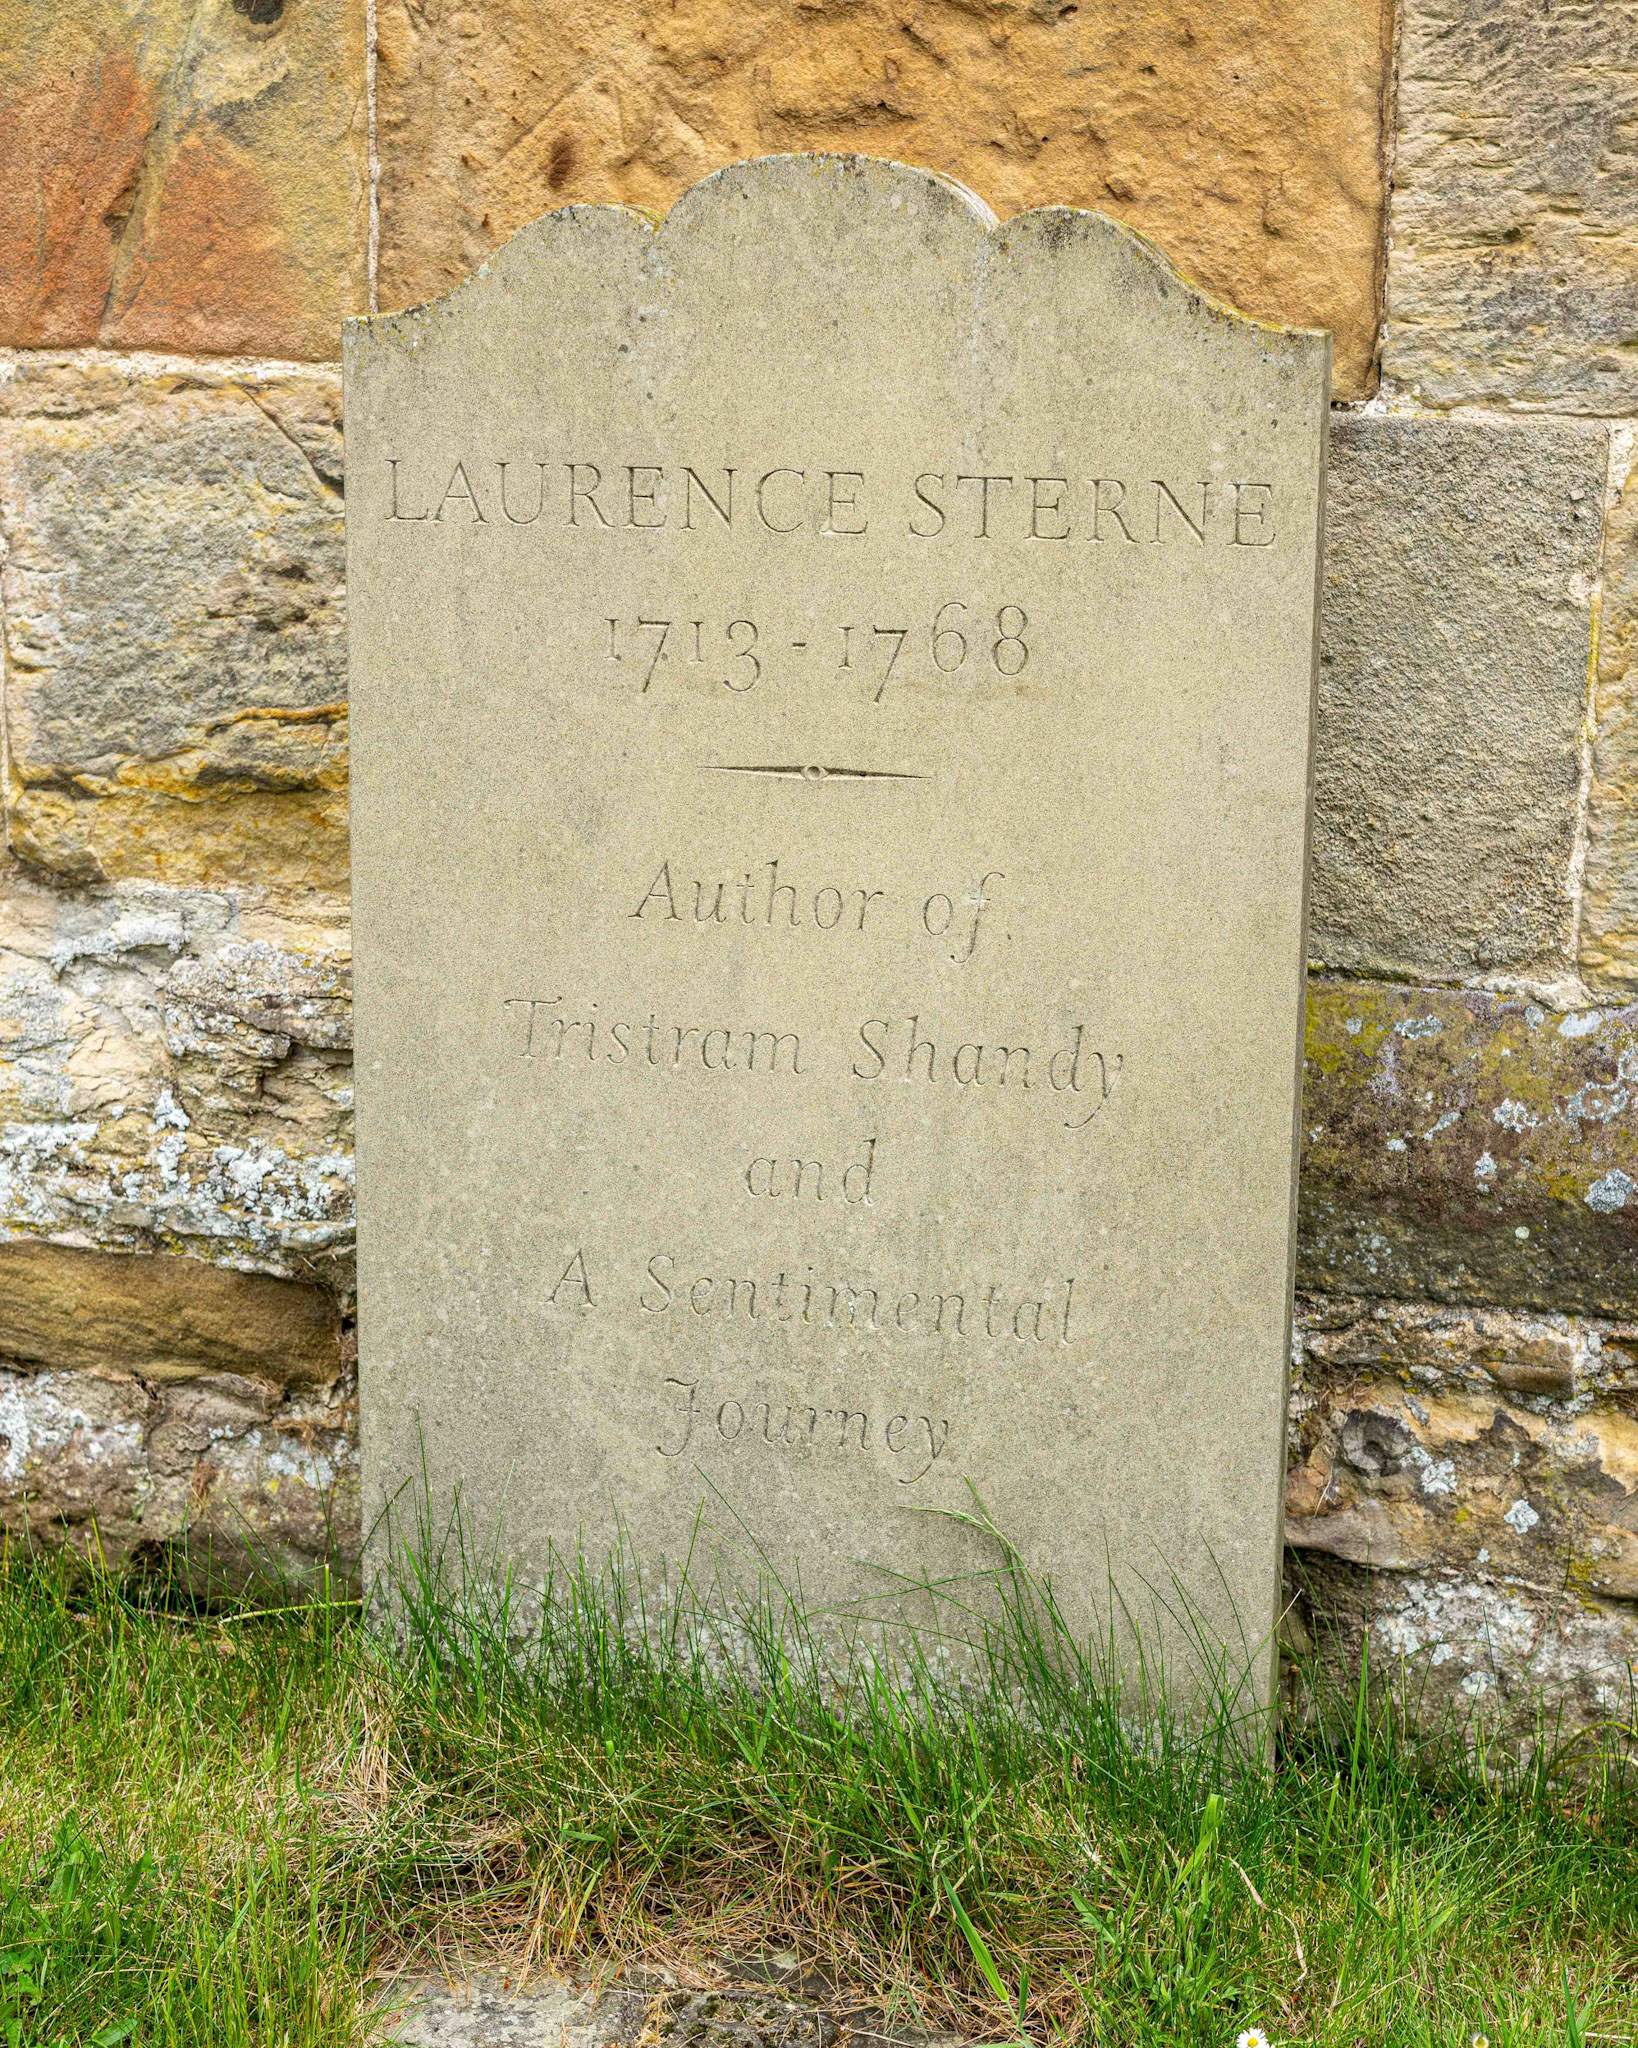 LAURENCE STERNE
1713 - 1768
Author of
Tristram Shandy
and
A Sentimental
Journey